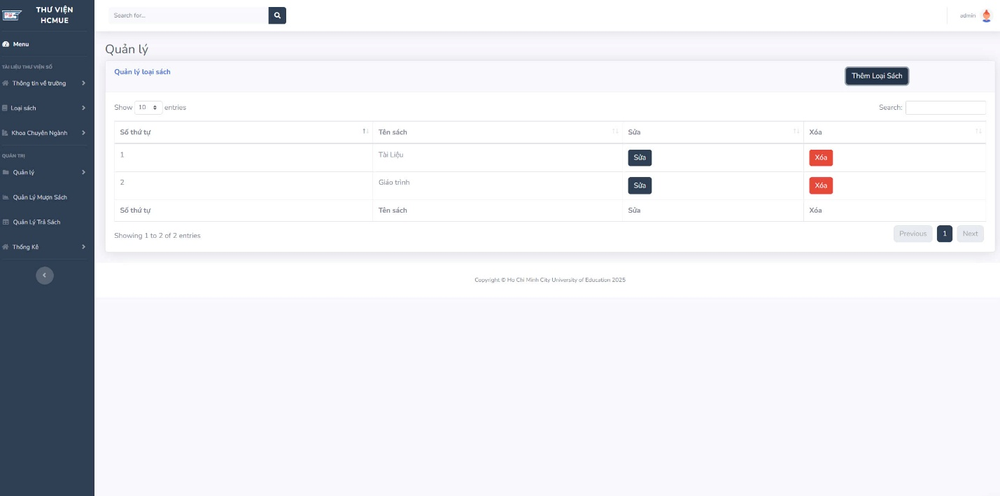 THƯ VIỆN
HCMUE
Menu
TÀI LIỆU THƯ VIỆN SỐ
Thông tin về trường
Loại sách
Khoa Chuyên Ngành
QUẢN TRỊ
Quản lý
Quản Lý Mượn Sách
Quản Lý Trả Sách
Thống Kê
Search for...
admin
Quản lý
Quản lý loại sách
Thêm Loại Sách
Show 10 entries
Search:
Số thứ tự Tên sách Sửa Xóa
1 Tài Liệu Sửa Xóa
2 Giáo trình Sửa Xóa
Số thứ tự Tên sách Sửa Xóa
Showing 1 to 2 of 2 entries
Previous 1 Next
Copyright © Ho Chi Minh City University of Education 2025